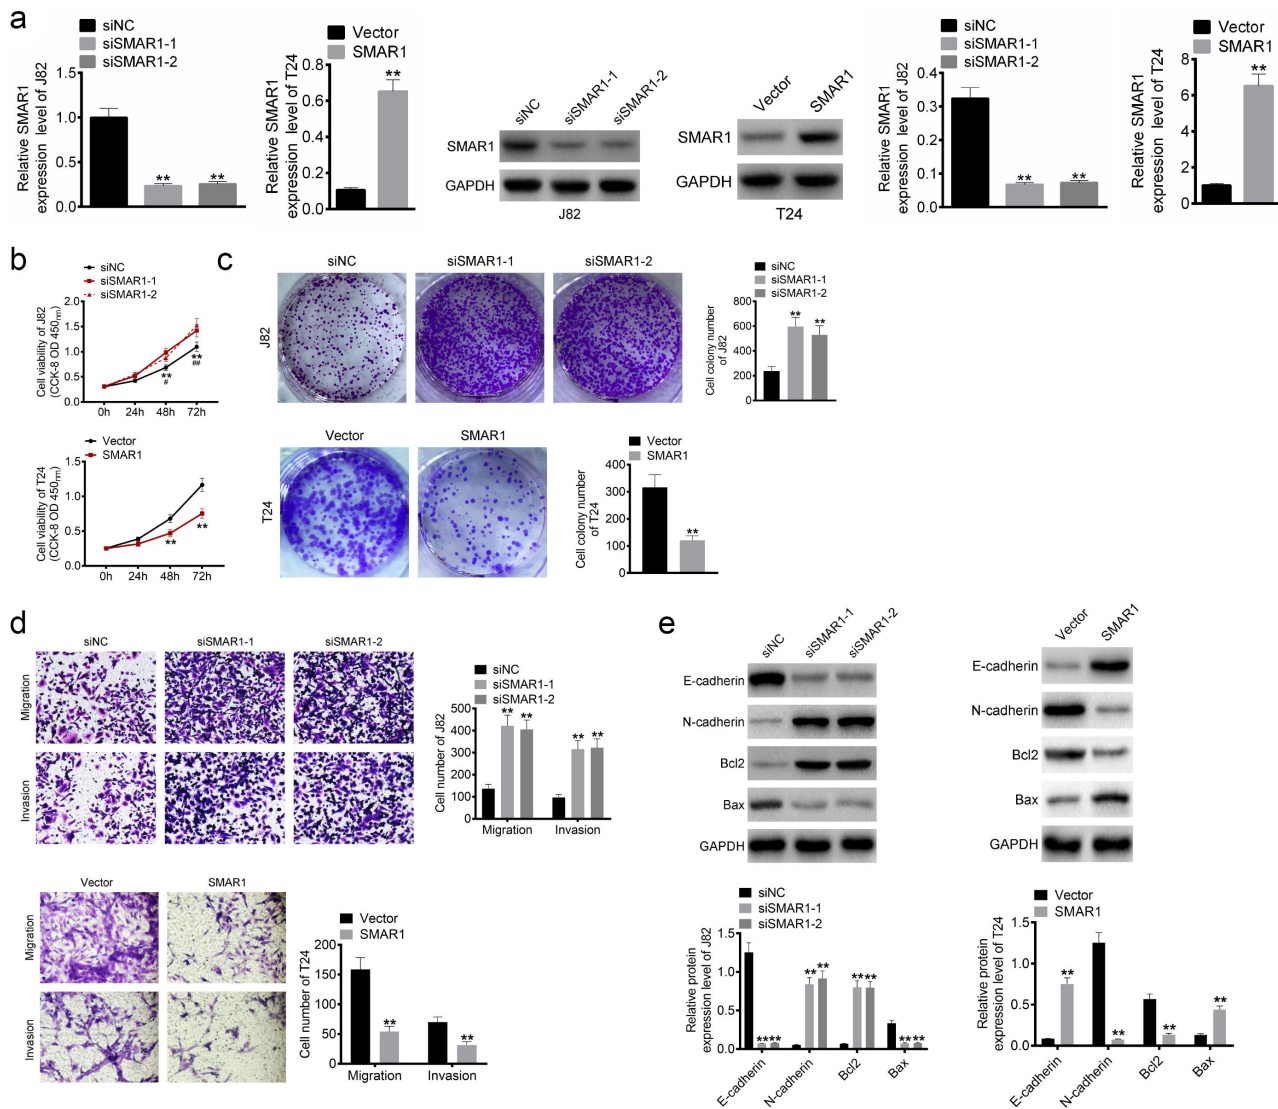 a
siNC
siSMAR1-1
siSMAR1-2
Relative SMAR1
expression level of J82
1.5
1.0
0.5
0.0
** **
Vector
SMAR1
Relative SMAR1
expression level of T24
0.8
0.6
0.4
0.2
0.0
**
siNC siSMAR1-1 siSMAR1-2
SMAR1
GAPDH
J82
Vector SMAR1
SMAR1
GAPDH
T24
siNC
siSMAR1-1
siSMAR1-2
Relative SMAR1
expression level of J82
0.4
0.3
0.2
0.1
0.0
** **
Vector
SMAR1
Relative SMAR1
expression level of T24
8
6
4
2
0
**
b
siNC
siSMAR1-1
siSMAR1-2
Cell viability of J82
(CCK-8 OD 450nm)
2.0
1.5
1.0
0.5
0.0
**
#
**
##
0h 24h 48h 72h
Vector
SMAR1
Cell viability of T24
(CCK-8 OD 450nm)
1.5
1.0
0.5
0.0
** **
0h 24h 48h 72h
c
siNC siSMAR1-1 siSMAR1-2
J82
siNC
siSMAR1-1
siSMAR1-2
Cell colony number
of J82
800
600
400
200
0
** **
Vector SMAR1
T24
Vector
SMAR1
Cell colony number
of T24
400
300
200
100
0
**
d
siNC siSMAR1-1 siSMAR1-2
Migration
Invasion
siNC
siSMAR1-1
siSMAR1-2
Cell number of J82
500
400
300
200
100
0
** ** ** **
Migration Invasion
Vector SMAR1
Migration
Invasion
Vector
SMAR1
Cell number of T24
200
150
100
50
0
** **
Migration Invasion
e
siNC siSMAR1-1 siSMAR1-2
E-cadherin
N-cadherin
Bcl2
Bax
GAPDH
Vector SMAR1
E-cadherin
N-cadherin
Bcl2
Bax
GAPDH
siNC
siSMAR1-1
siSMAR1-2
Relative protein
expression level of J82
1.5
1.0
0.5
0.0
**** ** ** **** ****
E-cadherin N-cadherin Bcl2 Bax
Vector
SMAR1
Relative protein
expression level of T24
1.5
1.0
0.5
0.0
** ** ** **
E-cadherin N-cadherin Bcl2 Bax